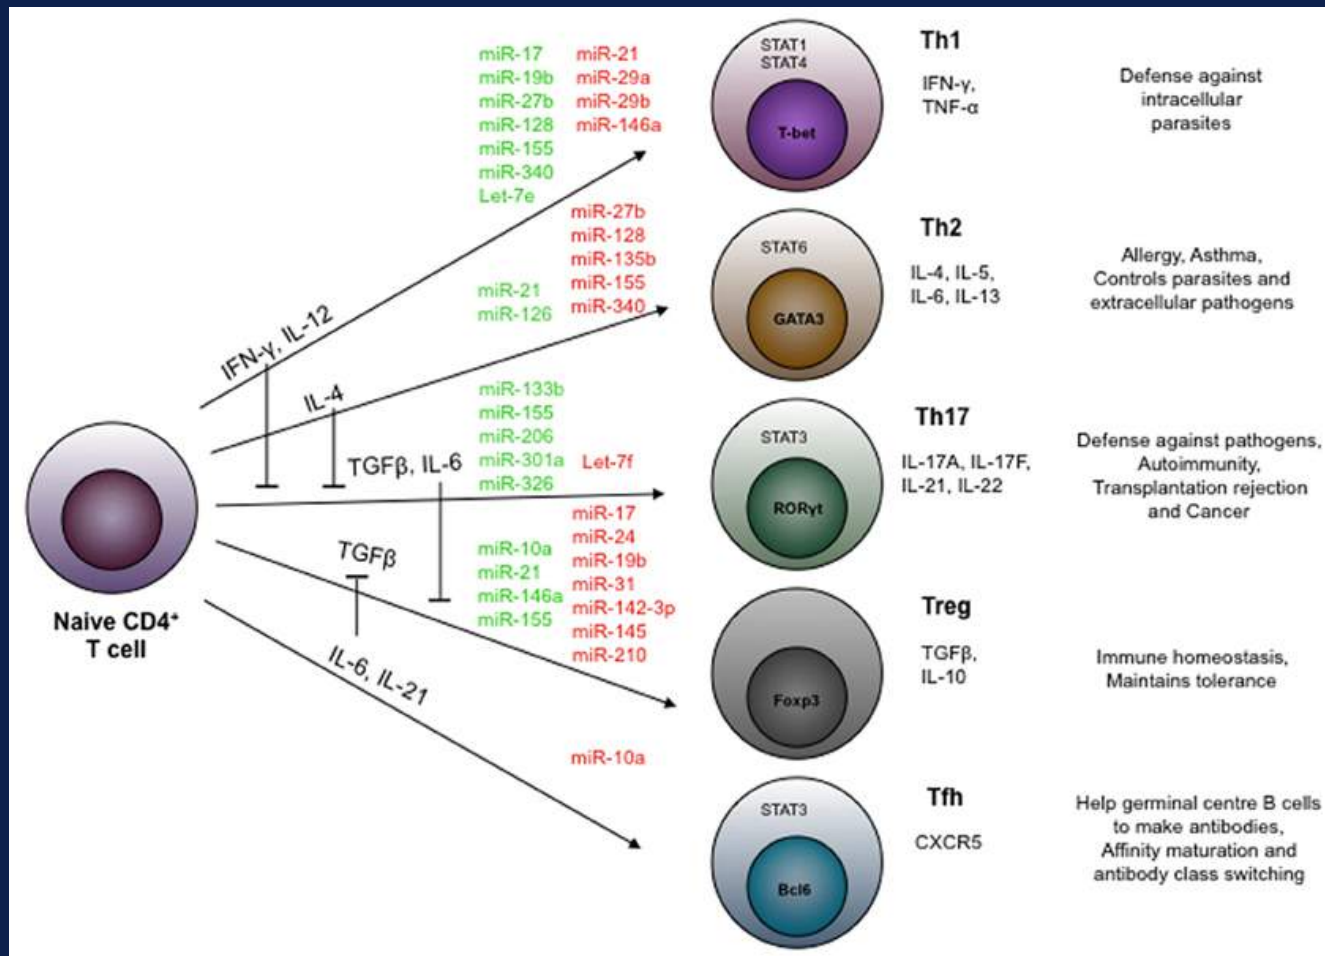 miR-17
miR-19b
miR-27b
miR-128
miR-155
miR-340
Let-7e
miR-21
miR-29a
miR-29b
miR-146a
STAT1
STAT4
T-bet
Th1
IFN-γ,
TNF-α
Defense against
intracellular
parasites
IFN-γ, IL-12
miR-21
miR-126
miR-27b
miR-128
miR-135b
miR-155
miR-340
STAT6
GATA3
Th2
IL-4, IL-5,
IL-6, IL-13
Allergy, Asthma,
Controls parasites and
extracellular pathogens
IL-4
miR-133b
miR-155
miR-206
miR-301a
miR-326
Let-7f
TGFβ, IL-6
STAT3
RORγt
Th17
IL-17A, IL-17F,
IL-21, IL-22
Defense against pathogens,
Autoimmunity,
Transplantation rejection
and Cancer
Naive CD4⁺
T cell
TGFβ
miR-10a
miR-21
miR-146a
miR-155
miR-17
miR-24
miR-19b
miR-31
miR-142-3p
miR-145
miR-210
Foxp3
Treg
TGFβ,
IL-10
Immune homeostasis,
Maintains tolerance
IL-6, IL-21
miR-10a
STAT3
Bcl6
Tfh
CXCR5
Help germinal centre B cells
to make antibodies,
Affinity maturation and
antibody class switching